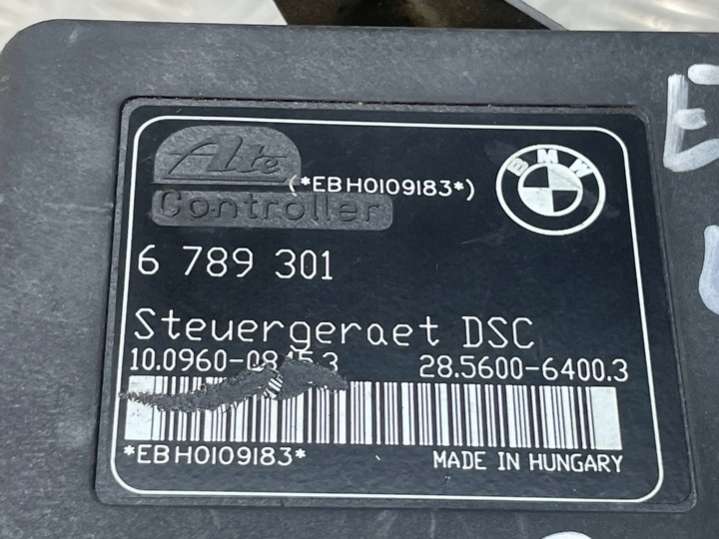 Ate
(*EBH0109183*)
BMW
Controller
6 789 301
Steuergeraet DSC
28.5600-6400.3
*EBH0109183*
MADE IN HUNGARY